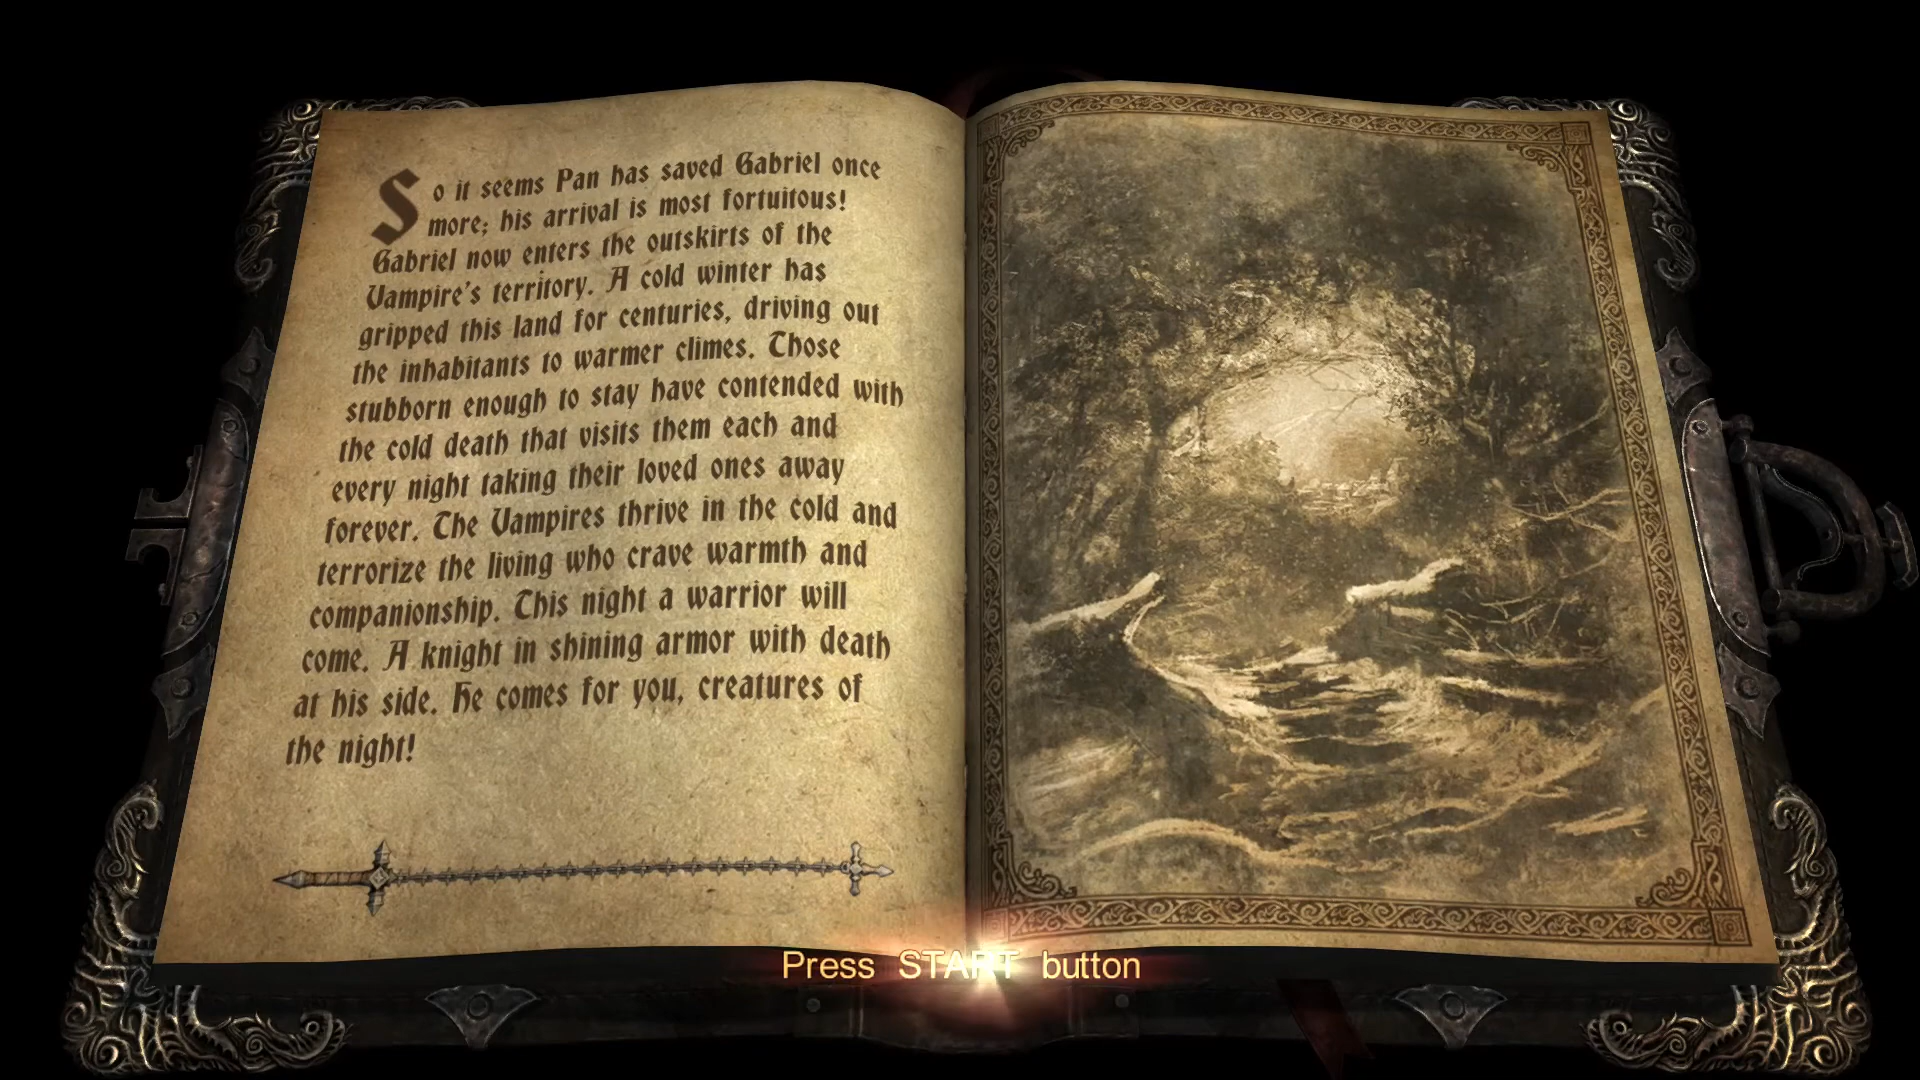 So it seems Pan has saved Gabriel once
more; his arrival is most fortuitous!
Gabriel now enters the outskirts of the
Vampire's territory. A cold winter has
gripped this land for centuries, driving out
the inhabitants to warmer climes. Those
stubborn enough to stay have contended with
the cold death that visits them each and
every night taking their loved ones away
forever. The Vampires thrive in the cold and
terrorize the living who crave warmth and
companionship. This night a warrior will
come. A knight in shining armor with death
at his side. He comes for you, creatures of
the night!
Press START button